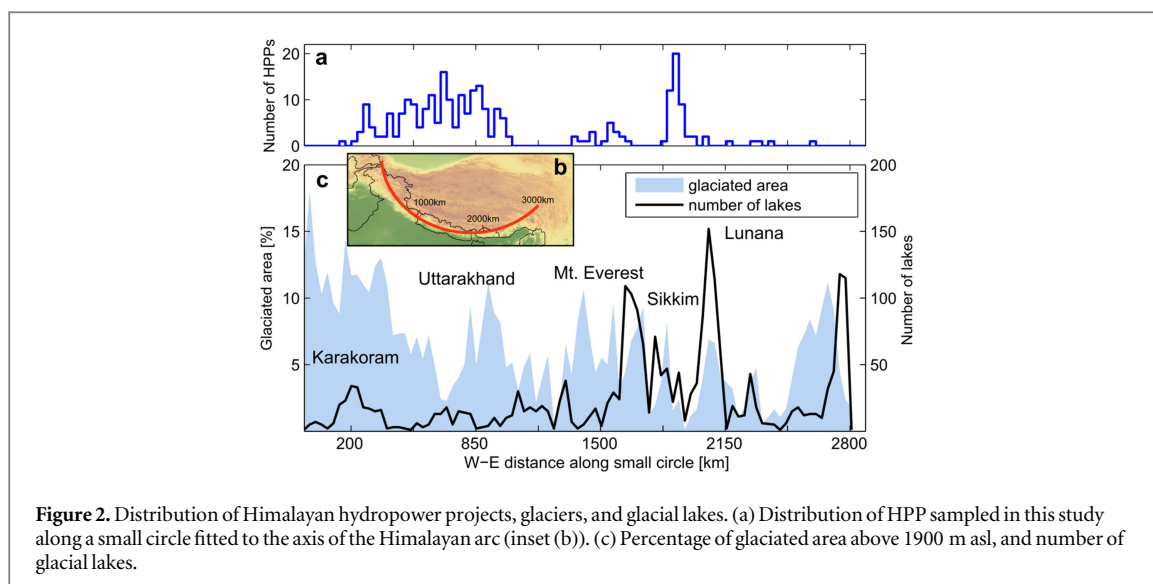 a
Number of HPPs
20
10
0
b
1000km
2000km
3000km
c
glaciated area
number of lakes
Glaciated area [%]
20
15
10
5
Number of lakes
200
150
100
50
Karakoram
Uttarakhand
Mt. Everest
Sikkim
Lunana
200 850 1500 2150 2800
W–E distance along small circle [km]
Figure 2. Distribution of Himalayan hydropower projects, glaciers, and glacial lakes. (a) Distribution of HPP sampled in this study
along a small circle fitted to the axis of the Himalayan arc (inset (b)). (c) Percentage of glaciated area above 1900 m asl, and number of
glacial lakes.